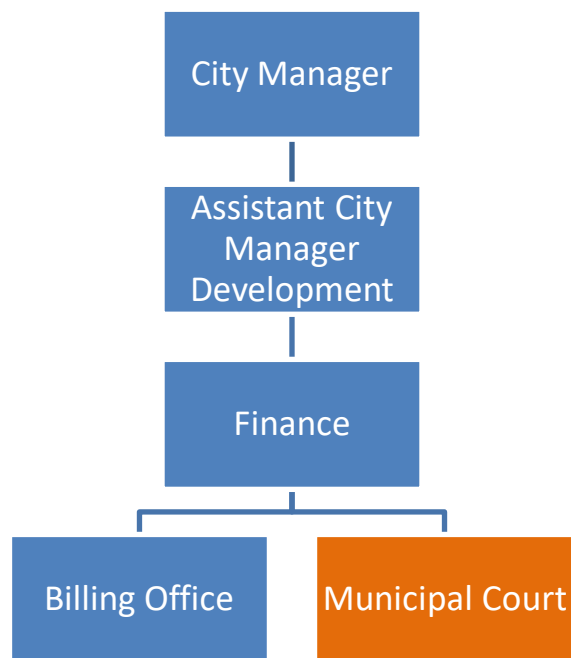 City Manager
Assistant City
Manager
Development
Finance
Billing Office
Municipal Court